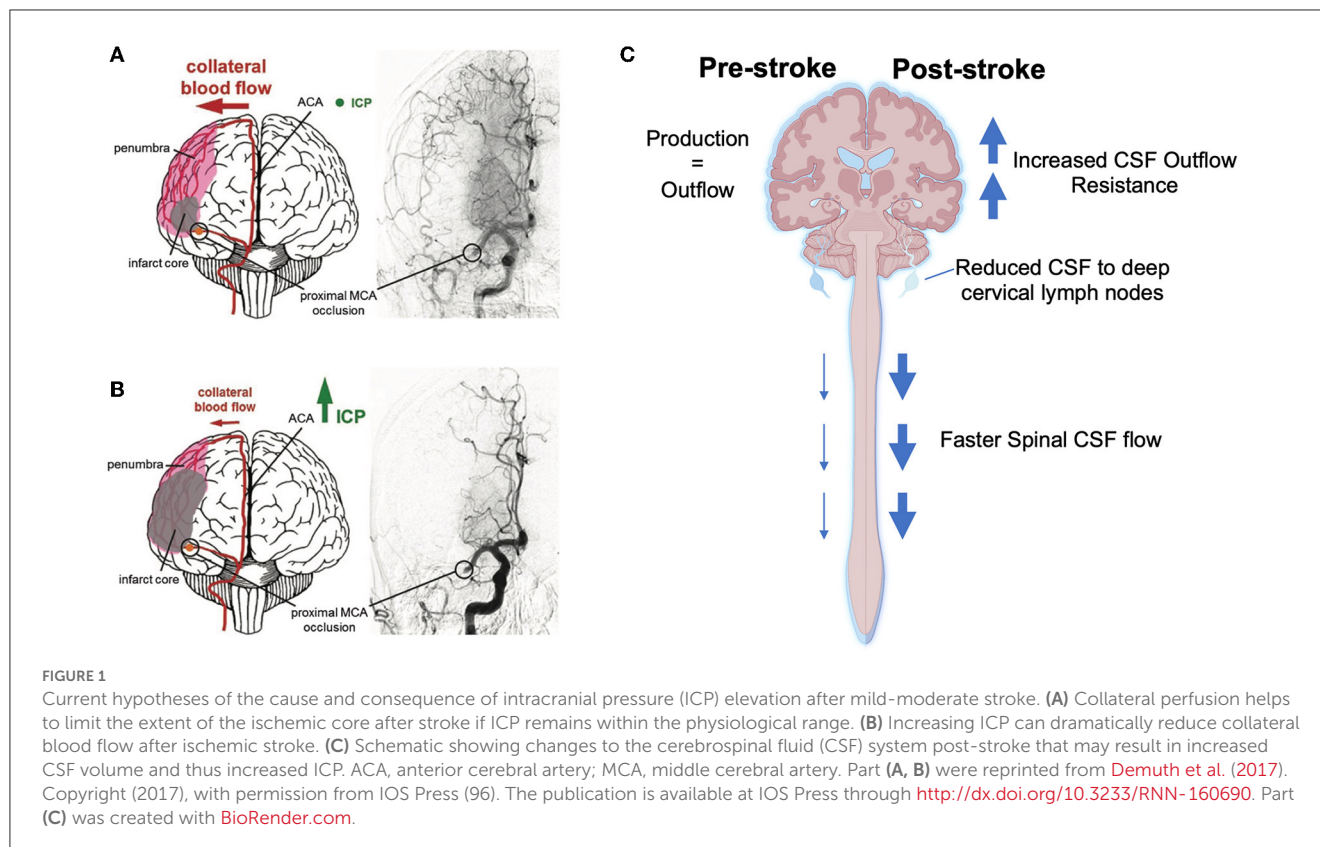 A
collateral
blood flow
ACA
ICP
penumbra
infarct core
proximal MCA
occlusion
B
collateral
blood flow
ACA
ICP
penumbra
infarct core
proximal MCA
occlusion
C
Pre-stroke
Post-stroke
Production
=
Outflow
Increased CSF Outflow
Resistance
Reduced CSF to deep
cervical lymph nodes
Faster Spinal CSF flow
FIGURE 1
Current hypotheses of the cause and consequence of intracranial pressure (ICP) elevation after mild-moderate stroke. (A) Collateral perfusion helps
to limit the extent of the ischemic core after stroke if ICP remains within the physiological range. (B) Increasing ICP can dramatically reduce collateral
blood flow after ischemic stroke. (C) Schematic showing changes to the cerebrospinal fluid (CSF) system post-stroke that may result in increased
CSF volume and thus increased ICP. ACA, anterior cerebral artery; MCA, middle cerebral artery. Part (A, B) were reprinted from Demuth et al. (2017).
Copyright (2017), with permission from IOS Press (96). The publication is available at IOS Press through http://dx.doi.org/10.3233/RNN-160690. Part
(C) was created with BioRender.com.